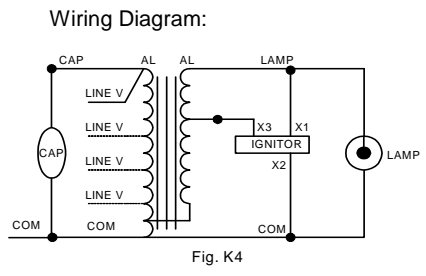 Wiring Diagram:
CAP AL AL LAMP
LINE V
X3 X1
LINE V
IGNITOR
CAP
LAMP
X2
LINE V
LINE V
COM COM COM
Fig. K4